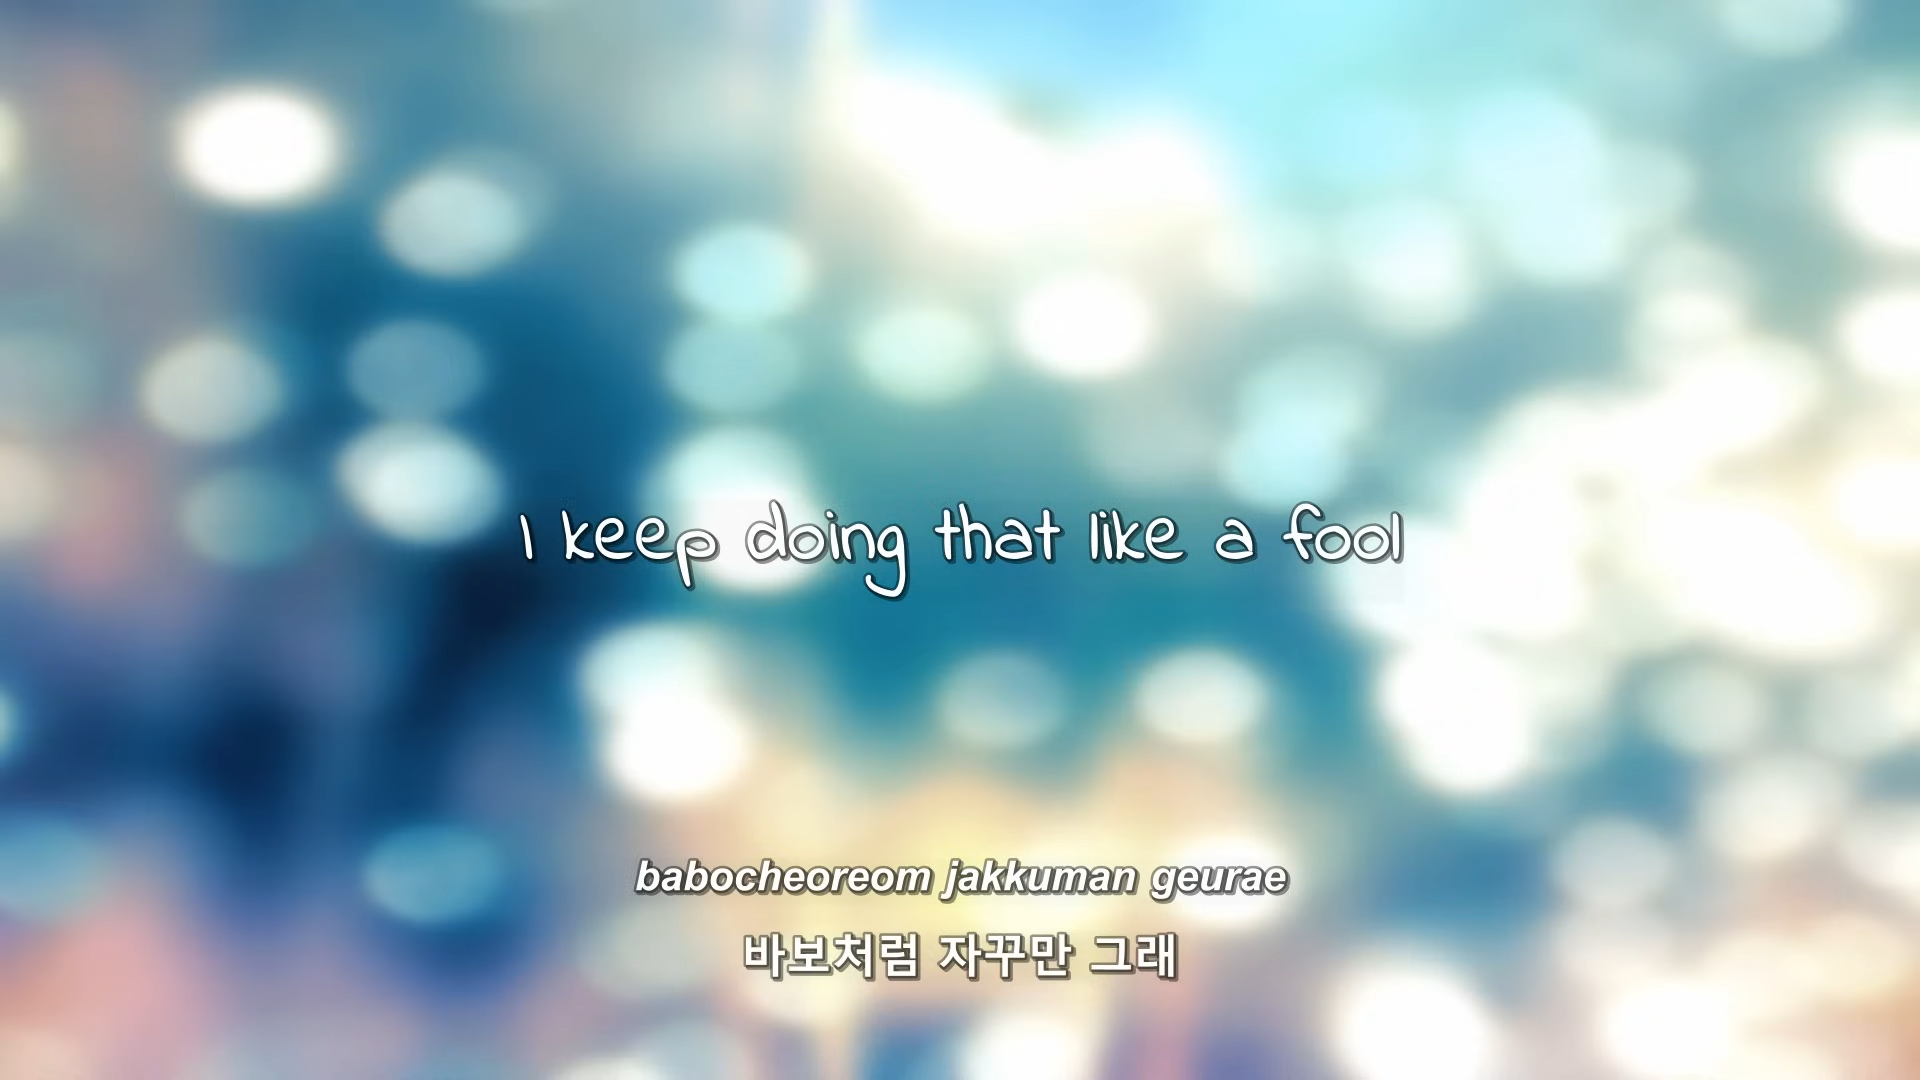 I keep doing that like a fool
babocheoreom jakkuman geurae
바보처럼 자꾸만 그래